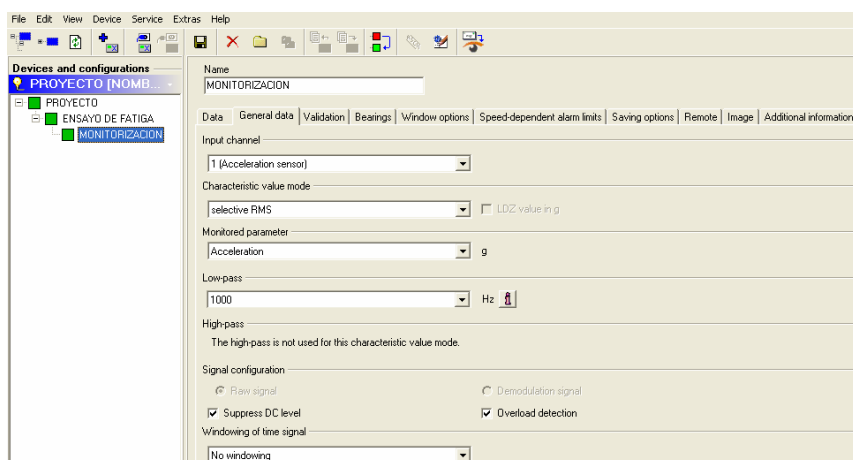 File Edit View Device Service Extras Help
Devices and configurations
PROYECTO [NOMB... -
PROYECTO
ENSAYO DE FATIGA
MONITORIZACION
Name
MONITORIZACION
Data General data Validation Bearings Window options Speed-dependent alarm limits Saving options Remote Image Additional information
Input channel
1 (Acceleration sensor)
Characteristic value mode
selective RMS LDZ value in g
Monitored parameter
Acceleration g
Low-pass
1000 Hz
High-pass
The high-pass is not used for this characteristic value mode.
Signal configuration
Raw signal Demodulation signal
Suppress DC level Overload detection
Windowing of time signal
No windowing